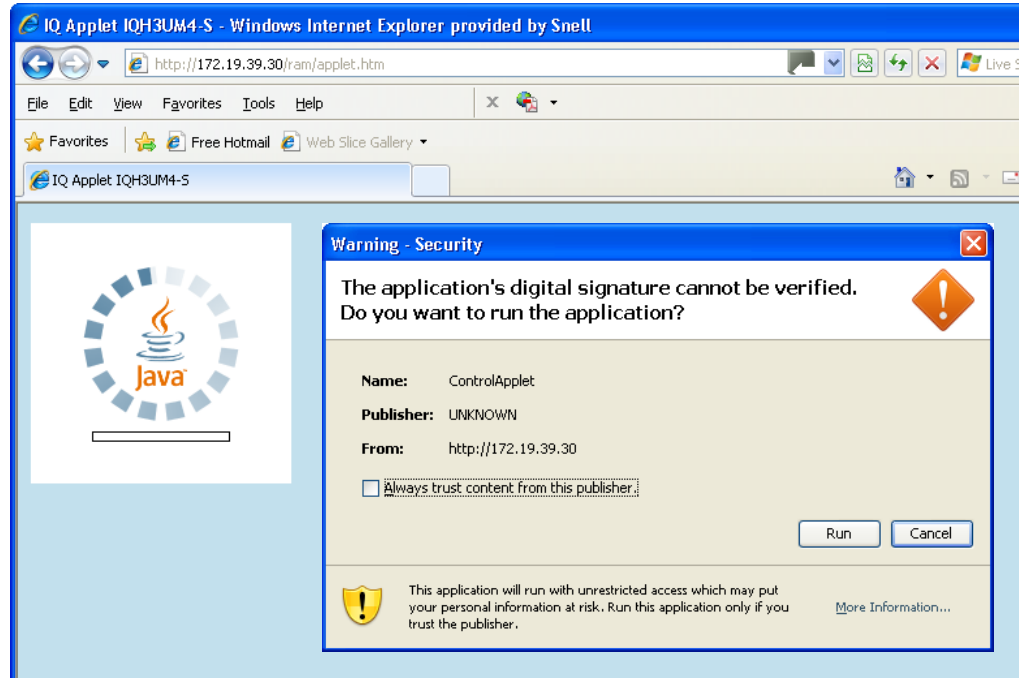 IQ Applet IQH3UM4-S - Windows Internet Explorer provided by Snell
http://172.19.39.30/ram/applet.htm
Live
File Edit View Favorites Tools Help
Favorites Free Hotmail Web Slice Gallery
IQ Applet IQH3UM4-S
Warning - Security
The application's digital signature cannot be verified.
Do you want to run the application?
Java
Name: ControlApplet
Publisher: UNKNOWN
From: http://172.19.39.30
Always trust content from this publisher.
Run Cancel
This application will run with unrestricted access which may put
your personal information at risk. Run this application only if you
trust the publisher.
More Information...